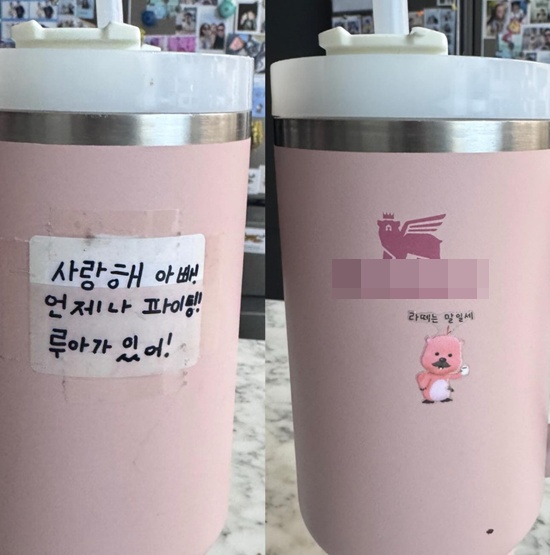 사랑해 아빠!
언제나 파이팅!!
루아가 있어!
라떼는 말일세